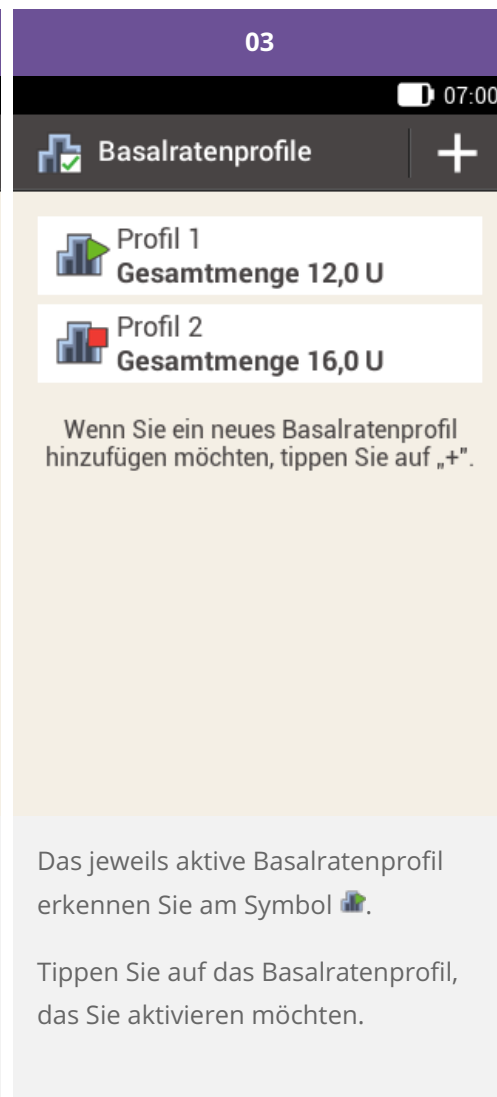 03
07:00
Basalratenprofile
Profil 1
Gesamtmenge 12,0 U
Profil 2
Gesamtmenge 16,0 U
Wenn Sie ein neues Basalratenprofil
hinzufügen möchten, tippen Sie auf „+“.
Das jeweils aktive Basalratenprofil
erkennen Sie am Symbol .
Tippen Sie auf das Basalratenprofil,
das Sie aktivieren möchten.